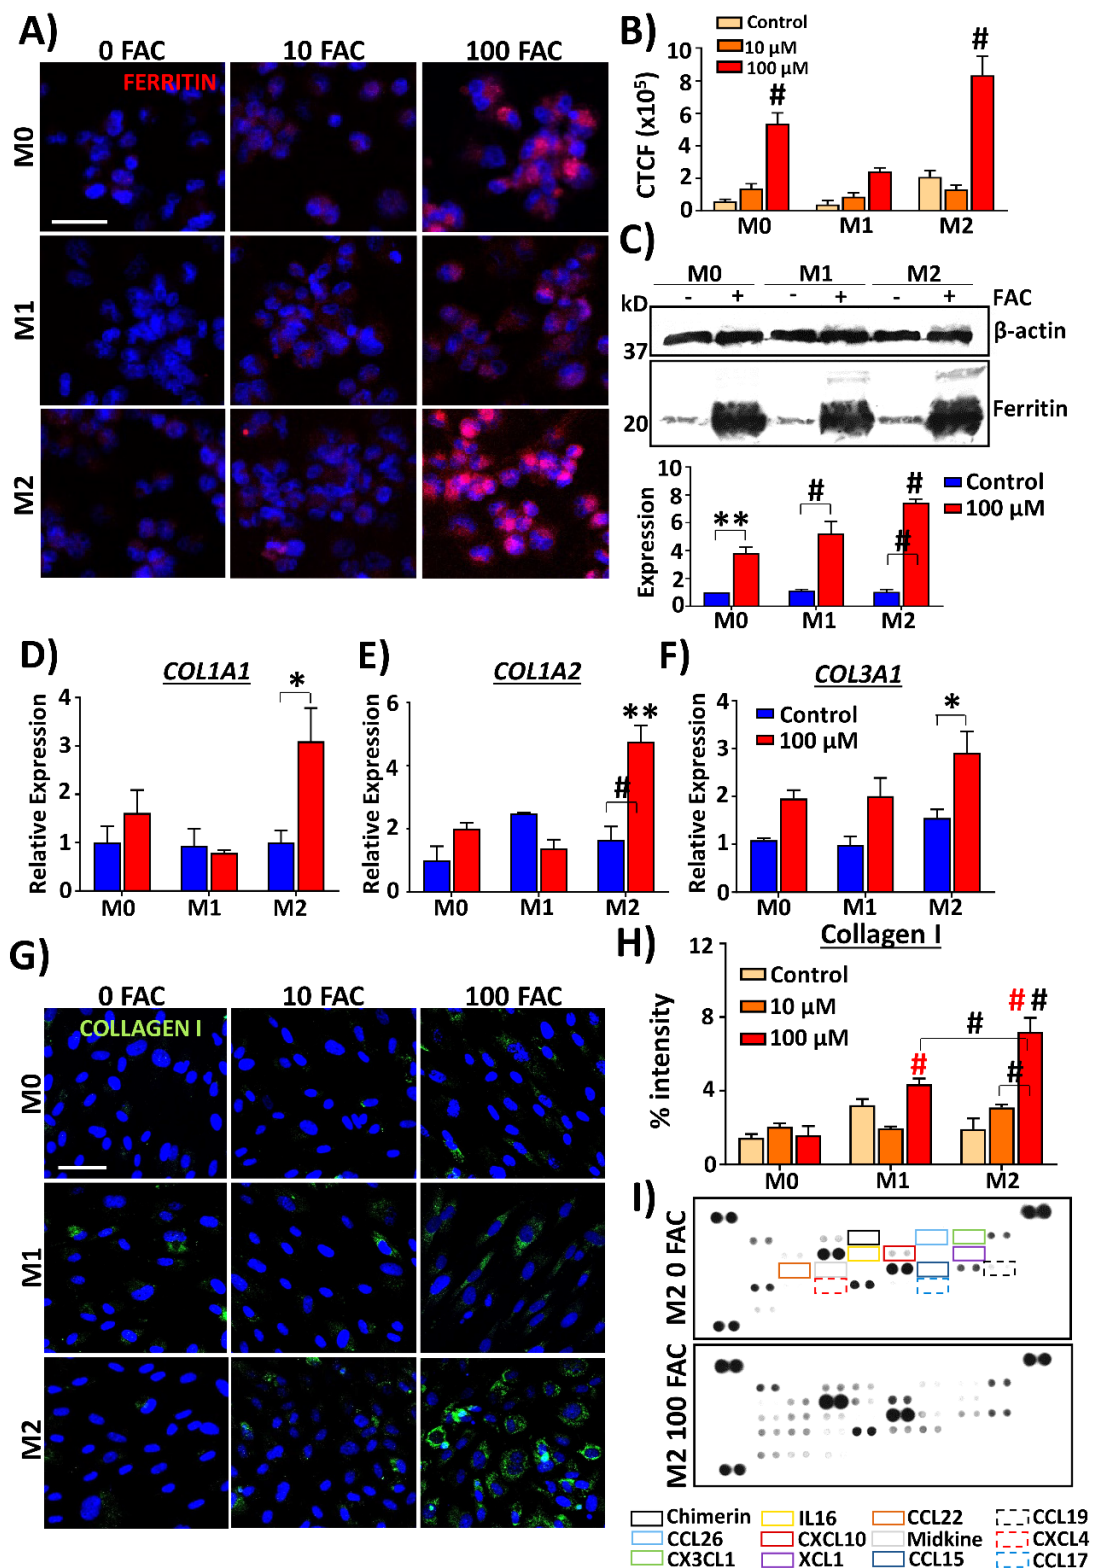 A)
0 FAC 10 FAC 100 FAC
FERRITIN
M0
M1
M2
B)
Control
10 µM
100 µM
CTCF (x10⁵)
10
8
6
4
2
0
#
#
M0 M1 M2
C)
M0 M1 M2
kD - + - + - + FAC
β-actin
37
Ferritin
20
Expression
10
8
6
4
2
0
** # # #
Control
100 µM
M0 M1 M2
D)
COL1A1
Relative Expression
4
3
2
1
0
*
M0 M1 M2
E)
COL1A2
Relative Expression
6
4
2
0
**
#
M0 M1 M2
F)
COL3A1
Relative Expression
4
3
2
1
0
Control
100 µM
*
M0 M1 M2
G)
0 FAC 10 FAC 100 FAC
COLLAGEN I
M0
M1
M2
H)
Collagen I
% intensity
12
8
4
0
Control
10 µM
100 µM
# #
#
# #
M0 M1 M2
I)
M2 0 FAC
M2 100 FAC
Chimerin IL16 CCL22 CCL19
CCL26 CXCL10 Midkine CXCL4
CX3CL1 XCL1 CCL15 CCL17